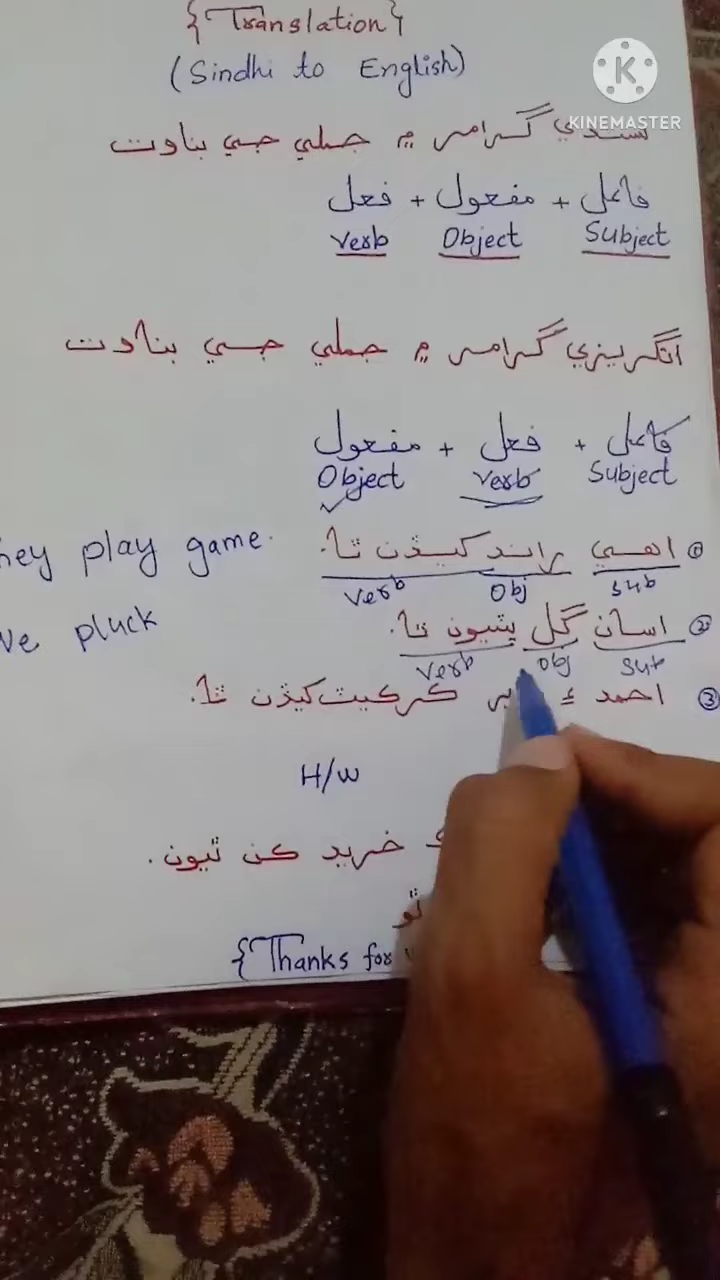 {Translation}
(Sindhi to English)
K
KINEMASTER
سنڌي گرامر ۾ جملي جي بناوت
فاعل + مفعول + فعل
Subject Object Verb
انگريزي گرامر ۾ جملي جي بناوت
فاعل + فعل + مفعول
Subject Verb Object
① اهي راند کيڏن ٿا. hey play game.
Sub Obj Verb
② اسان گل پٽيون ٿا. ve pluck
Sub Obj Verb
③ احمد ۽ بر ڪرڪيٽ کيڏن ٿا.
H/W
خريد ڪن ٿيون.
ٿو
{Thanks for